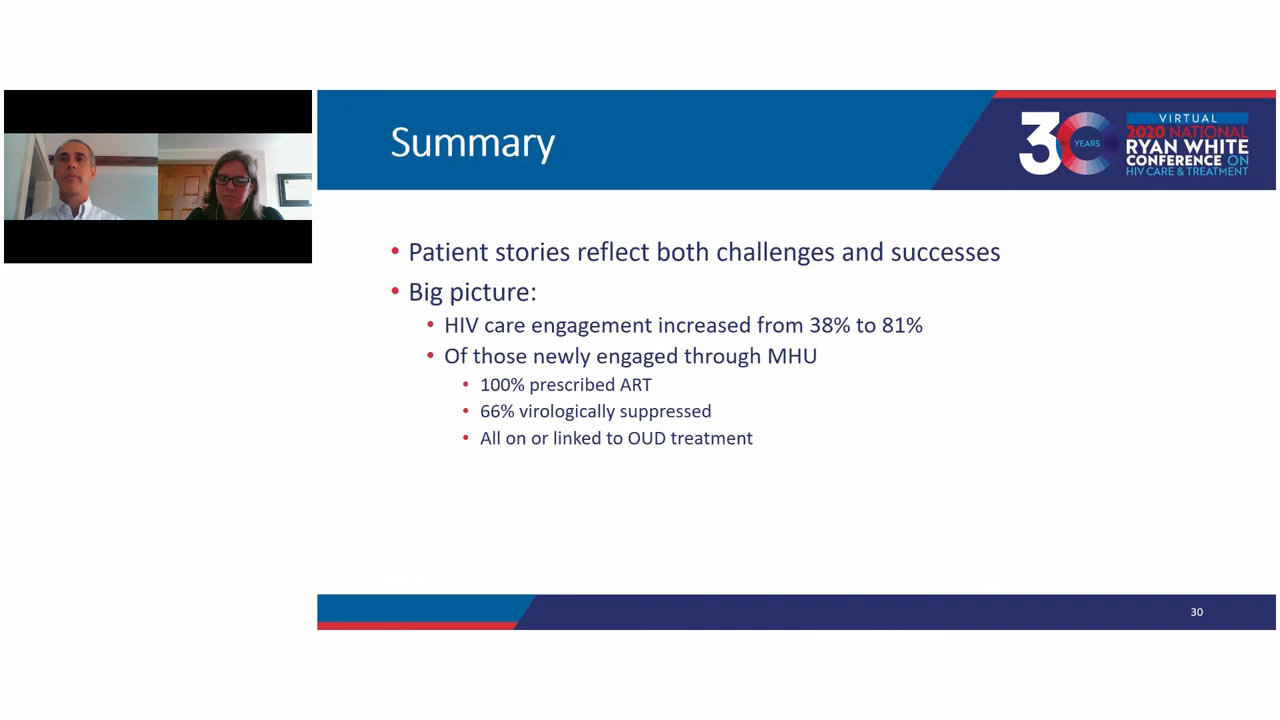 Summary
30
YEARS
VIRTUAL
2020 NATIONAL
RYAN WHITE
CONFERENCE ON
HIV CARE & TREATMENT
• Patient stories reflect both challenges and successes
• Big picture:
• HIV care engagement increased from 38% to 81%
• Of those newly engaged through MHU
• 100% prescribed ART
• 66% virologically suppressed
• All on or linked to OUD treatment
30